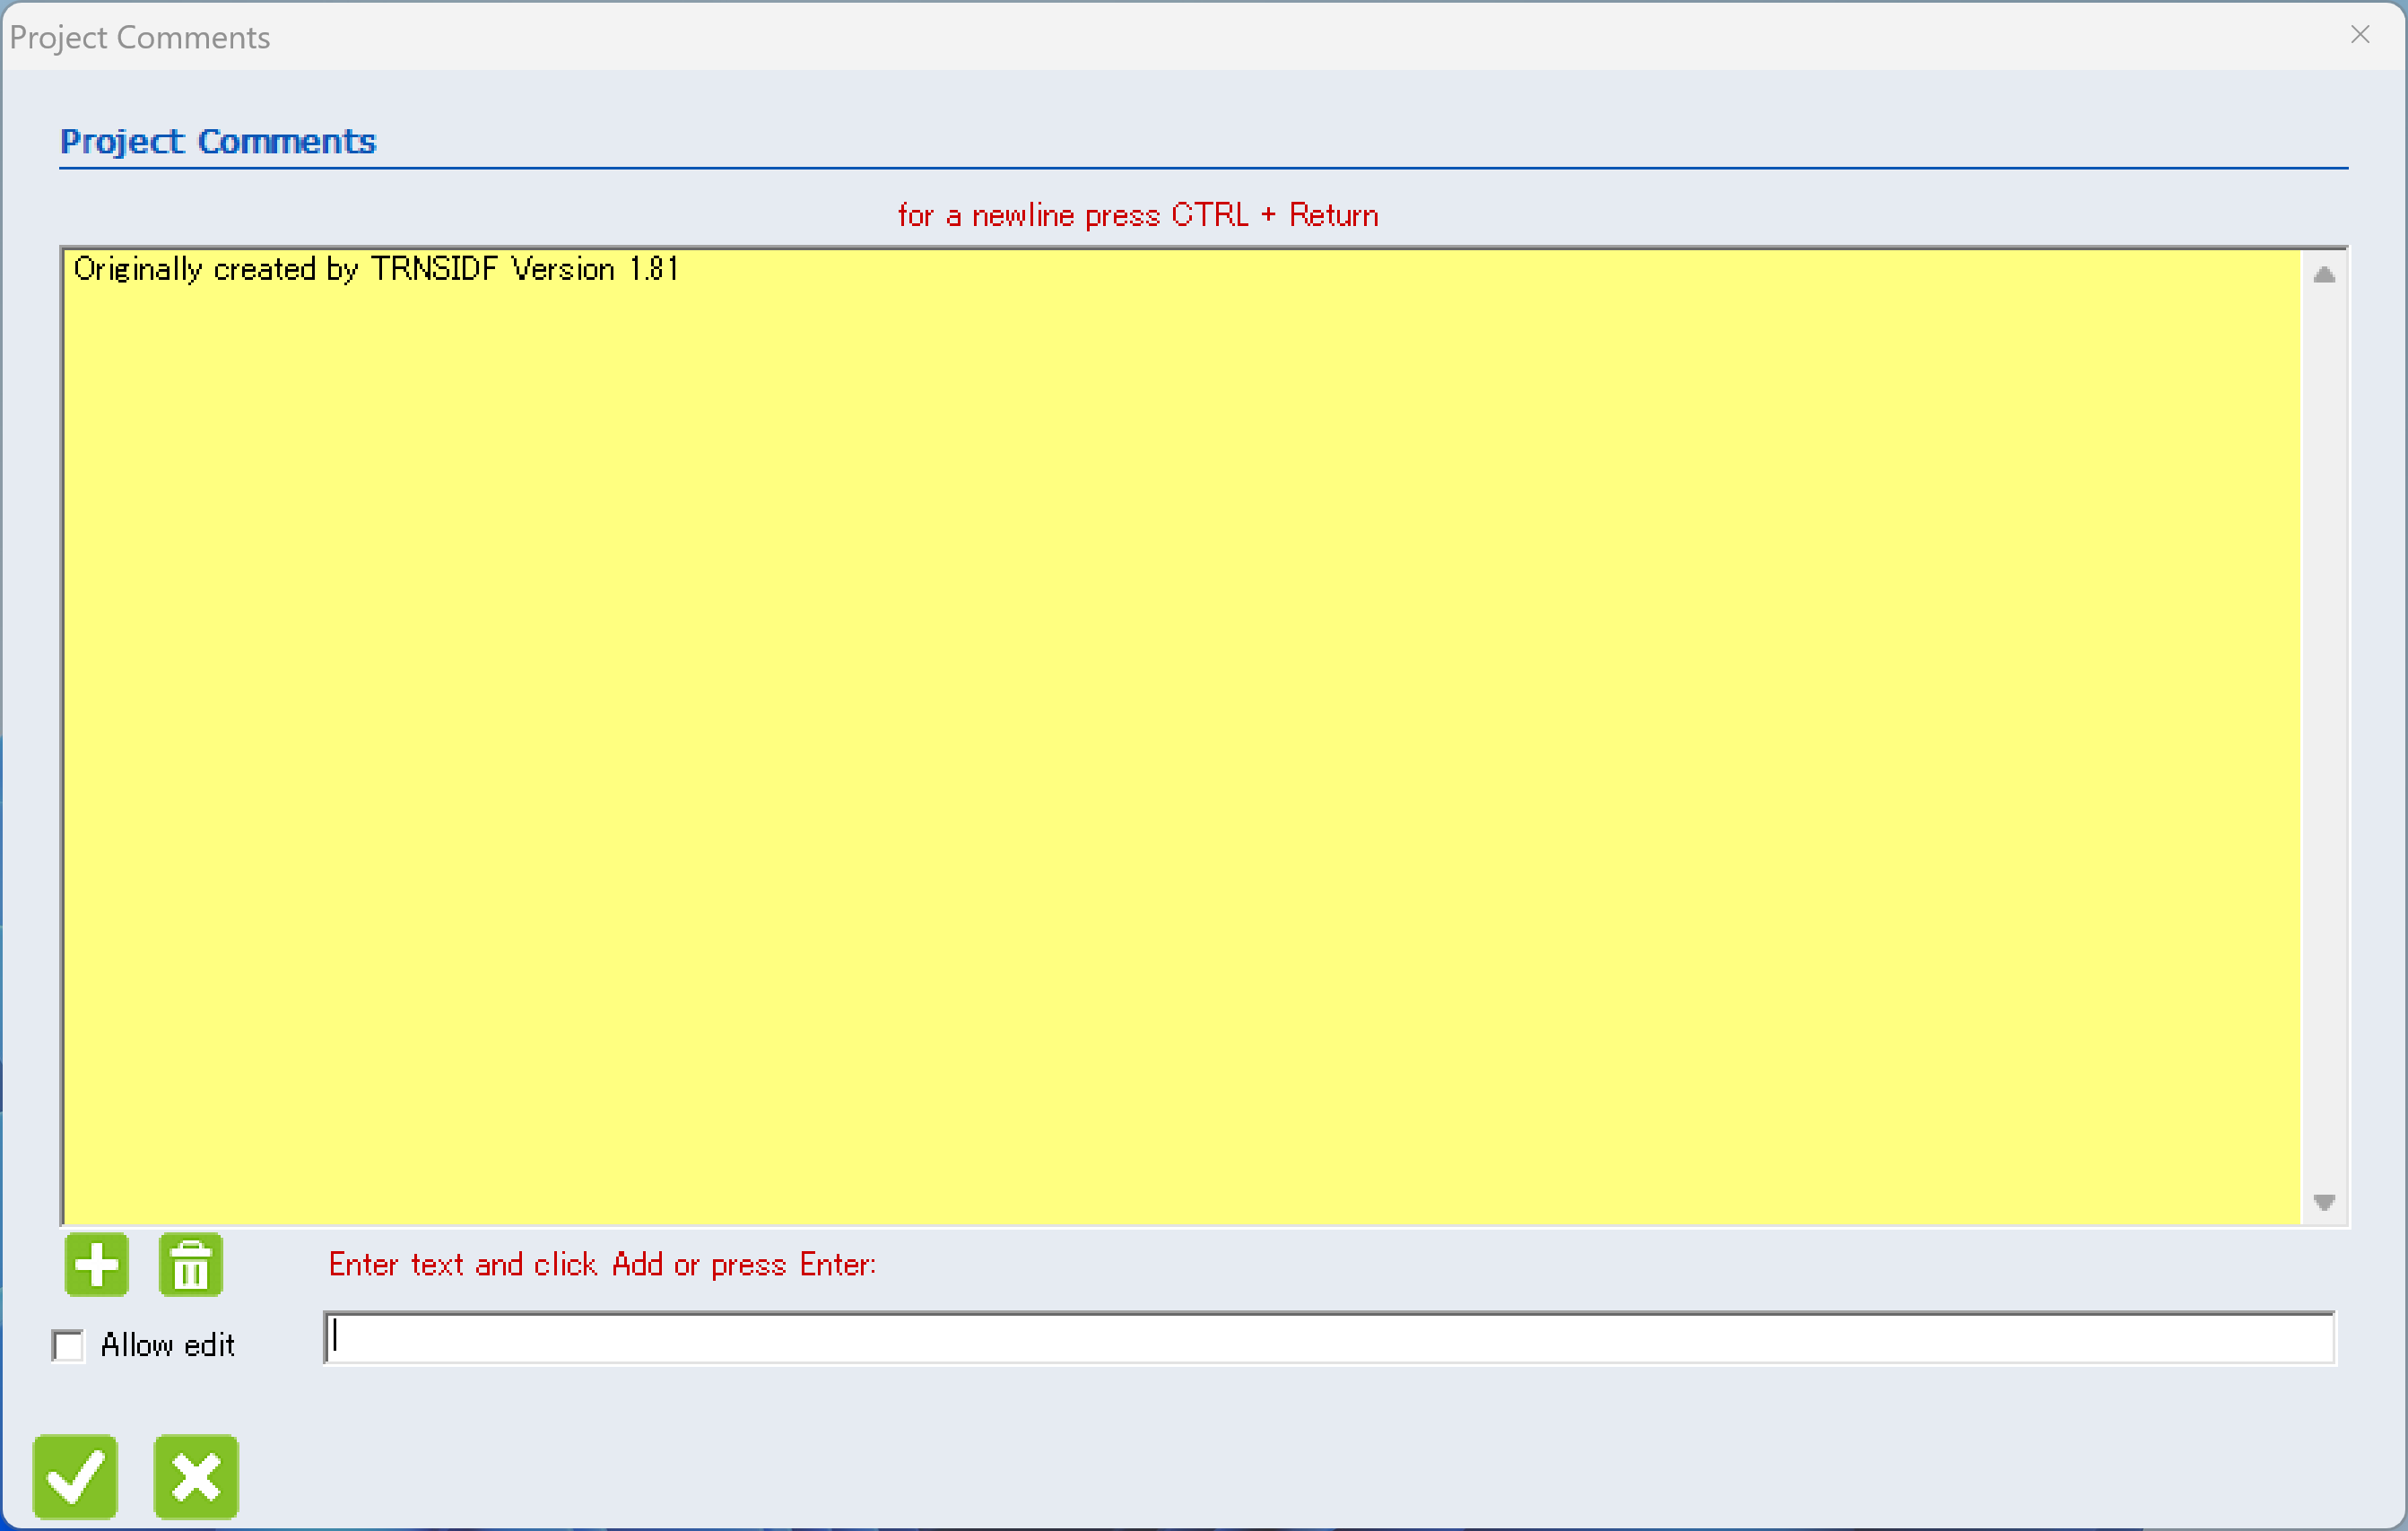 Project Comments
Project Comments
for a newline press CTRL + Return
Originally created by TRNSIDF Version 1.81
Enter text and click Add or press Enter:
Allow edit